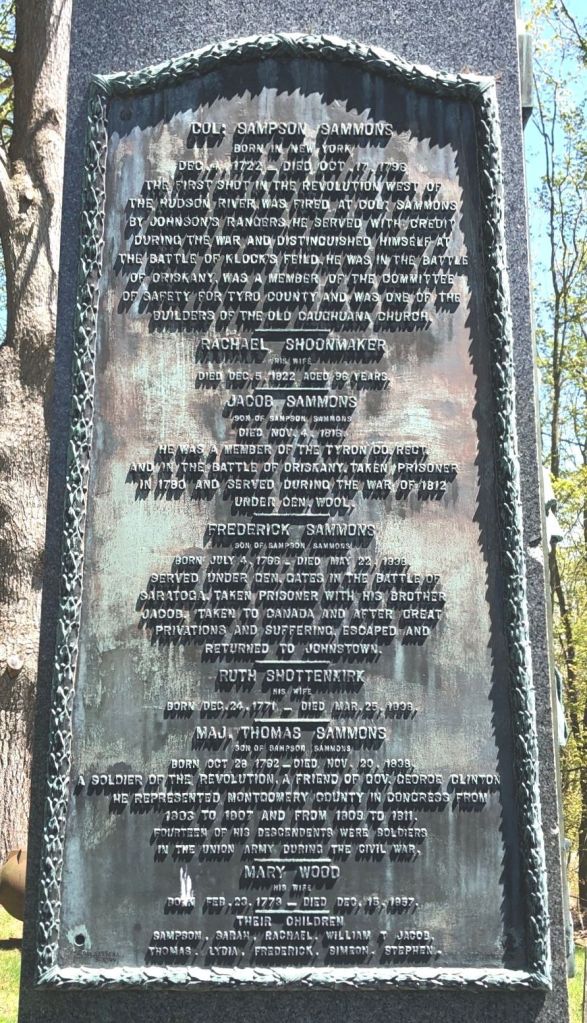 COL. SAMPSON SAMMONS
BORN IN NEW YORK
DEC. 4, 1722 – DIED OCT. 17, 1796
THE FIRST SHOT IN THE REVOLUTION WEST OF
THE HUDSON RIVER WAS FIRED AT COL. SAMMONS
BY JOHNSON'S RANGERS. HE SERVED WITH CREDIT
DURING THE WAR AND DISTINGUISHED HIMSELF AT
THE BATTLE OF KLOCK'S FEILD. HE WAS IN THE BATTLE
OF ORISKANY. WAS A MEMBER OF THE COMMITTEE
OF SAFETY FOR TYRO COUNTY AND WAS ONE OF THE
BUILDERS OF THE OLD CAUGHUANA CHURCH.
RACHAEL SHOONMAKER
HIS WIFE
DIED DEC. 5, 1822 AGED 96 YEARS.
JACOB SAMMONS
SON OF SAMPSON SAMMONS
DIED NOV. 4, 1818.
HE WAS A MEMBER OF THE TYRON CO. REGT.
AND IN THE BATTLE OF ORISKANY, TAKEN PRISONER
IN 1780 AND SERVED DURING THE WAR OF 1812
UNDER GEN. WOOL.
FREDERICK SAMMONS
SON OF SAMPSON SAMMONS
BORN JULY 4, – DIED MAY 22, 1838
SERVED UNDER GEN. GATES IN THE BATTLE OF
SARATOGA. TAKEN PRISONER WITH HIS BROTHER
JACOB, TAKEN TO CANADA AND AFTER GREAT
PRIVATIONS AND SUFFERING, ESCAPED AND
RETURNED TO JOHNSTOWN.
RUTH SHOTTENKIRK
HIS WIFE
BORN DEC. 24, 1771 – DIED MAR. 25, 1838.
MAJ. THOMAS SAMMONS
SON OF SAMPSON SAMMONS
BORN OCT 28 1762 – DIED, NOV. 20, 1838.
A SOLDIER OF THE REVOLUTION, A FRIEND OF GOV. GEORGE CLINTON
HE REPRESENTED MONTGOMERY COUNTY IN CONGRESS FROM
1803 TO 1807 AND FROM 1809 TO 1811.
FOURTEEN OF HIS DESCENDENTS WERE SOLDIERS
IN THE UNION ARMY DURING THE CIVIL WAR.
MARY WOOD
HIS WIFE
BORN FEB. 23, 1773 – DIED DEC. 15, 1857.
THEIR CHILDREN
SAMPSON, SARAH, RACHAEL, WILLIAM T JACOB,
THOMAS, LYDIA, FREDERICK, SIMEON, STEPHEN.